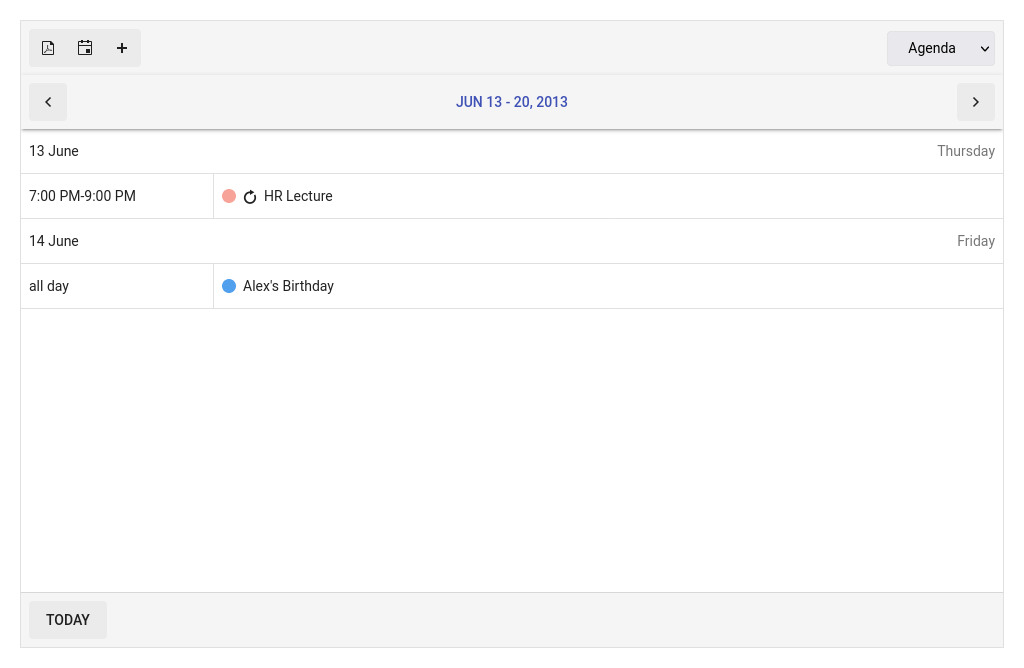 Agenda
JUN 13 - 20, 2013
13 June Thursday
7:00 PM-9:00 PM HR Lecture
14 June Friday
all day Alex's Birthday
TODAY